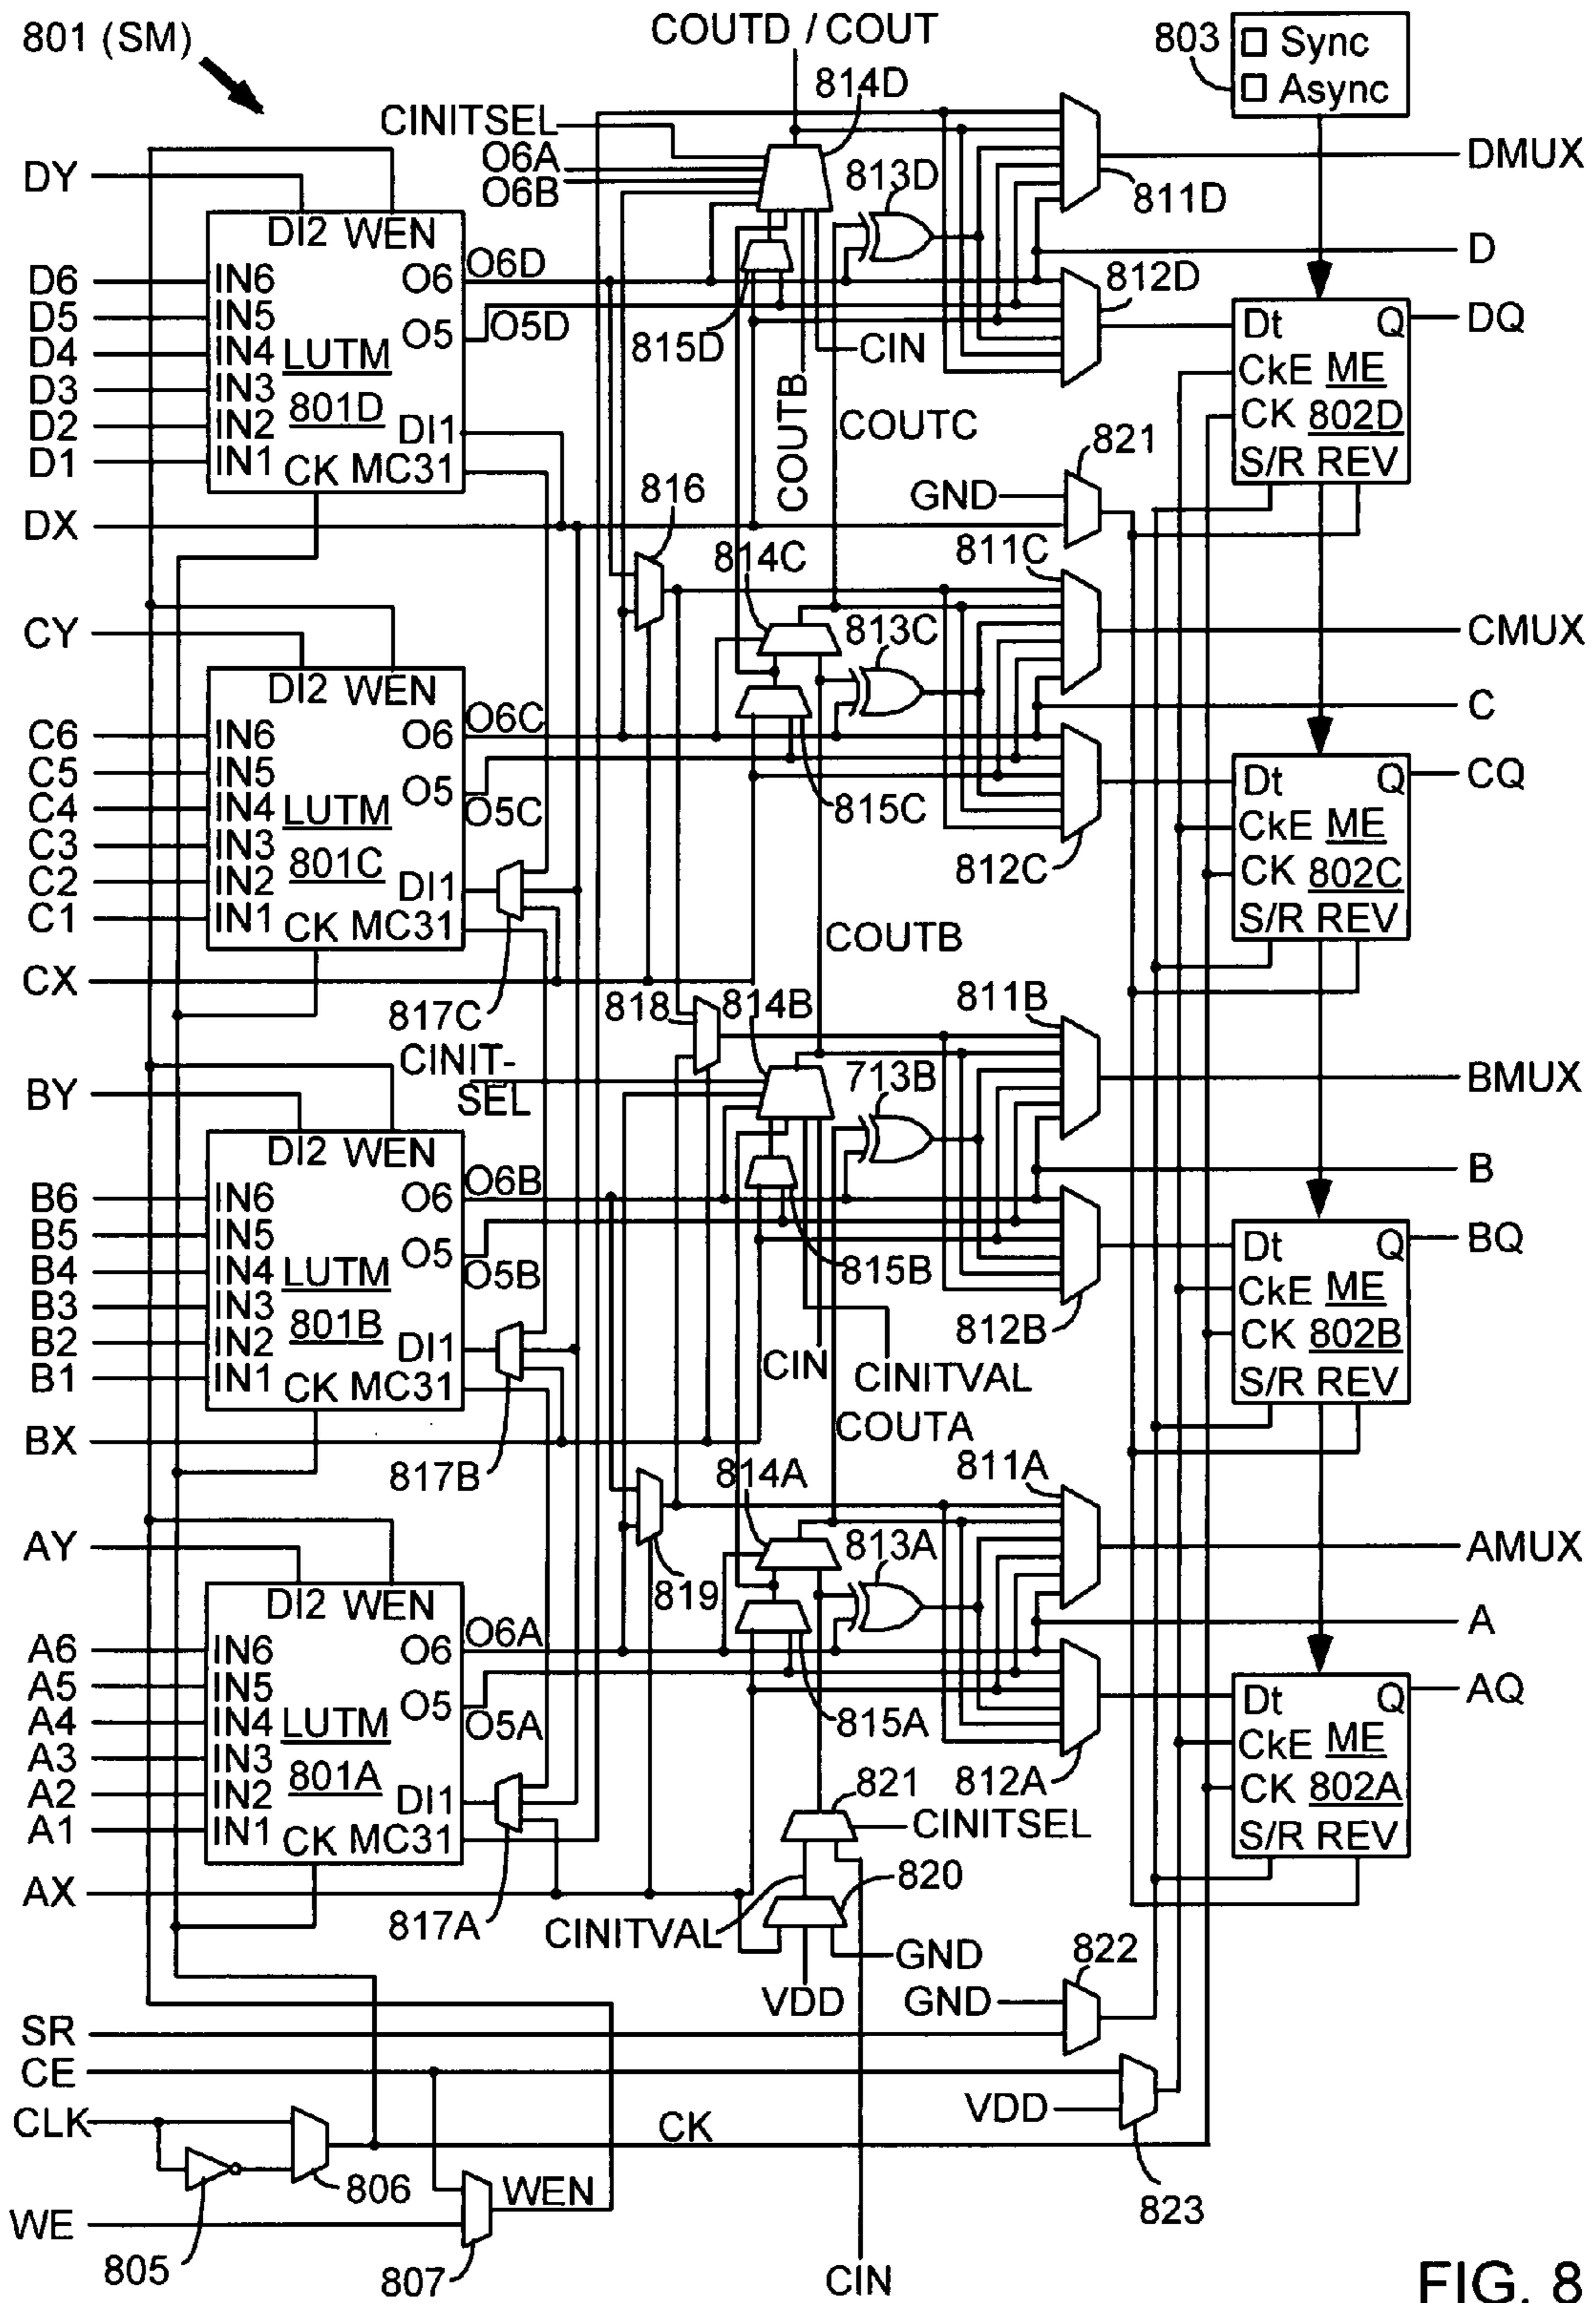 801 (SM)
COUTD / COUT
803
Sync
Async
814D
CINITSEL
O6A
O6B
813D
DMUX
811D
DY
DI2 WEN
D
D6
IN6
O6
O6D
812D
D5
IN5
DQ
D4
IN4
LUTM
O5
O5D
815D
CIN
Dt
Q
D3
IN3
801D
CkE
ME
D2
IN2
DI1
COUTB
COUTC
CK
802D
D1
IN1
CK MC31
821
S/R REV
816
GND
DX
814C
811C
CY
813C
CMUX
DI2 WEN
C
C6
IN6
O6
O6C
C5
IN5
Dt
Q
CQ
C4
IN4
LUTM
O5
O5C
815C
C3
IN3
CkE
ME
C2
IN2
801C
DI1
812C
CK
802C
C1
IN1
CK MC31
S/R REV
COUTB
CX
817C
818
814B
811B
CINIT-
SEL
713B
BMUX
BY
DI2 WEN
B
B6
IN6
O6
O6B
B5
IN5
Dt
Q
BQ
B4
IN4
LUTM
O5
O5B
815B
B3
IN3
CkE
ME
B2
IN2
801B
DI1
812B
CK
802B
B1
IN1
CK MC31
CIN
CINITVAL
S/R REV
COUTA
BX
817B
814A
811A
AY
813A
AMUX
DI2 WEN
819
A
A6
IN6
O6
O6A
A5
IN5
Dt
Q
AQ
A4
IN4
LUTM
O5
O5A
815A
A3
IN3
CkE
ME
A2
IN2
801A
DI1
812A
821
CK
802A
A1
IN1
CK MC31
CINITSEL
S/R REV
AX
820
817A
CINITVAL
GND
822
VDD
GND
SR
CE
VDD
CLK
CK
806
WEN
823
WE
805
807
CIN
FIG. 8